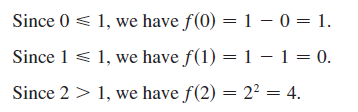 Since 0 ≤ 1, we have f(0) = 1 − 0 = 1.
Since 1 ≤ 1, we have f(1) = 1 − 1 = 0.
Since 2 > 1, we have f(2) = 2² = 4.